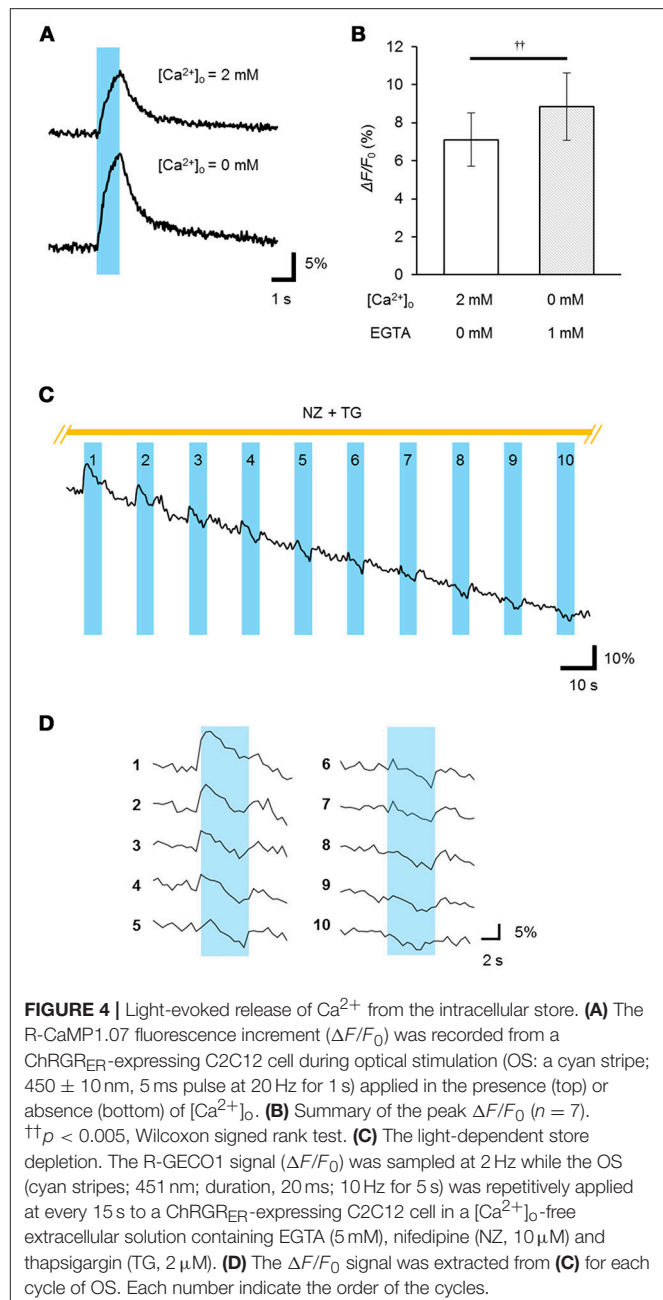 A
[Ca²⁺]ₒ = 2 mM
[Ca²⁺]ₒ = 0 mM
5%
1 s
B
††
12
10
8
6
4
2
0
ΔF/F₀ (%)
[Ca²⁺]ₒ 2 mM 0 mM
EGTA 0 mM 1 mM
C
NZ + TG
1 2 3 4 5 6 7 8 9 10
10%
10 s
D
1
2
3
4
5
6
7
8
9
10
5%
2 s
FIGURE 4 | Light-evoked release of Ca²⁺ from the intracellular store. (A) The
R-CaMP1.07 fluorescence increment (ΔF/F₀) was recorded from a
ChRGR_ER-expressing C2C12 cell during optical stimulation (OS: a cyan stripe;
450 ± 10 nm, 5 ms pulse at 20 Hz for 1 s) applied in the presence (top) or
absence (bottom) of [Ca²⁺]ₒ. (B) Summary of the peak ΔF/F₀ (n = 7).
††p < 0.005, Wilcoxon signed rank test. (C) The light-dependent store
depletion. The R-GECO1 signal (ΔF/F₀) was sampled at 2 Hz while the OS
(cyan stripes; 451 nm; duration, 20 ms; 10 Hz for 5 s) was repetitively applied
at every 15 s to a ChRGR_ER-expressing C2C12 cell in a [Ca²⁺]ₒ-free
extracellular solution containing EGTA (5 mM), nifedipine (NZ, 10 μM) and
thapsigargin (TG, 2 μM). (D) The ΔF/F₀ signal was extracted from (C) for each
cycle of OS. Each number indicate the order of the cycles.